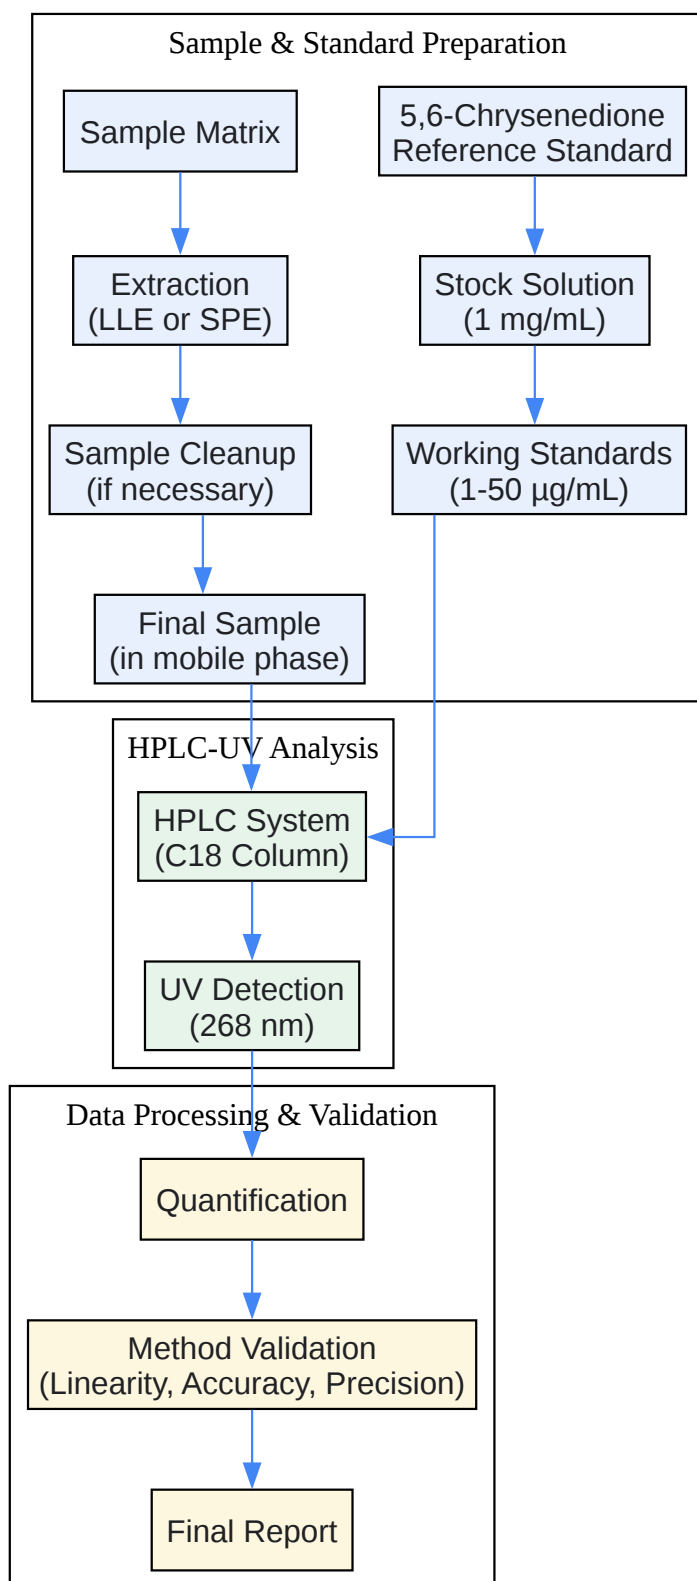 Sample & Standard Preparation
Sample Matrix
5,6-Chrysenedione
Reference Standard
Extraction
(LLE or SPE)
Stock Solution
(1 mg/mL)
Sample Cleanup
(if necessary)
Working Standards
(1-50 µg/mL)
Final Sample
(in mobile phase)
HPLC-UV Analysis
HPLC System
(C18 Column)
UV Detection
(268 nm)
Data Processing & Validation
Quantification
Method Validation
(Linearity, Accuracy, Precision)
Final Report